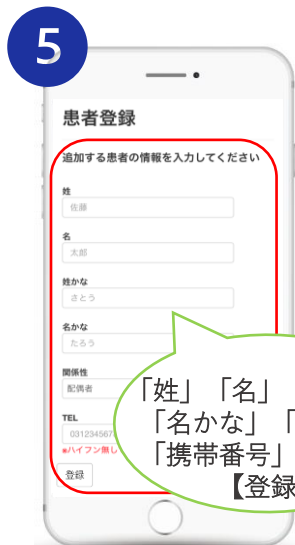 5
患者登録
追加する患者の情報を入力してください
姓
佐藤
名
太郎
姓かな
さとう
名かな
たろう
関係性
配偶者
TEL
031234567
※ハイフン無し
登録
「姓」「名」
「名かな」「
「携帯番号」
【登録